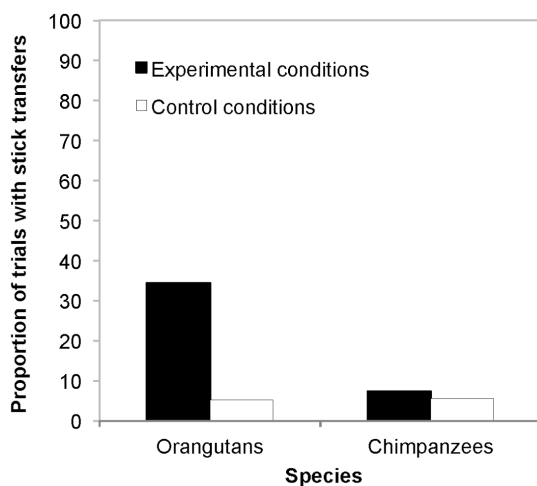 Proportion of trials with stick transfers
100
90
80
70
60
50
40
30
20
10
0
Experimental conditions
Control conditions
Orangutans
Chimpanzees
Species